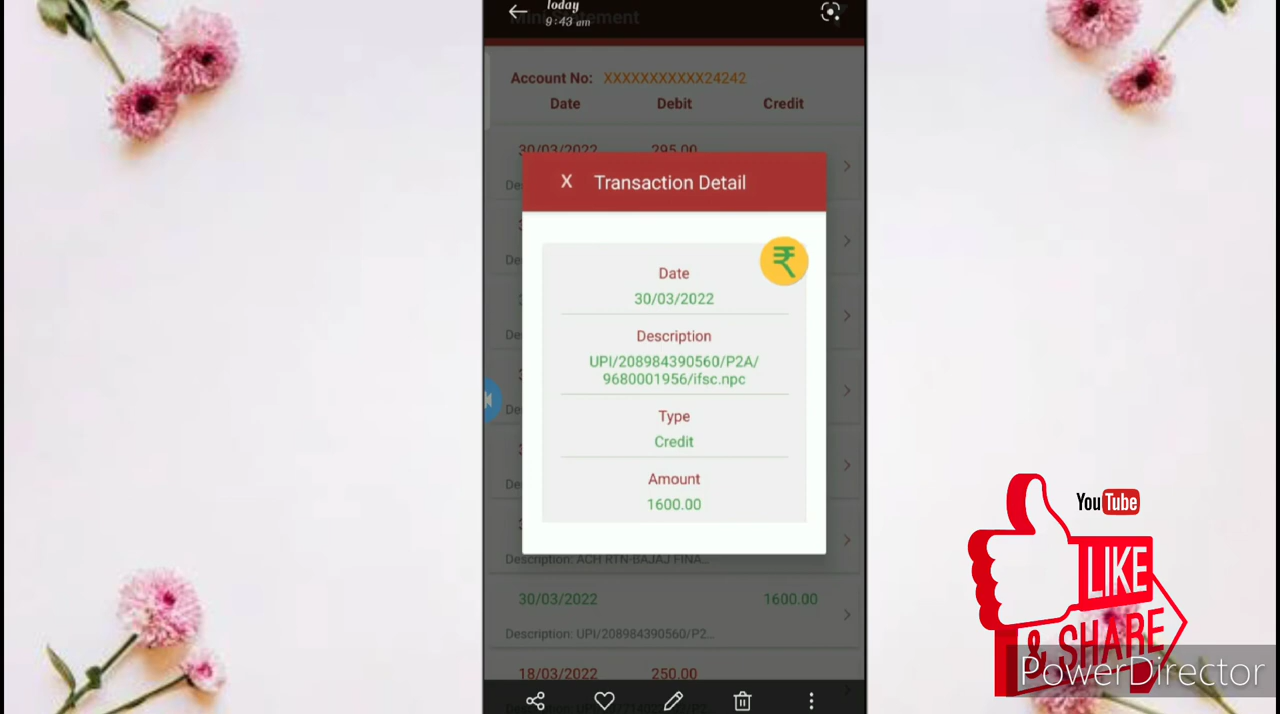 Today
9:43 am
Mini Statement
Account No: XXXXXXXXXXX24242
Date Debit Credit
30/03/2022 295.00
X Transaction Detail
Date
30/03/2022
Description
UPI/208984390560/P2A/
9680001956/ifsc.npc
Type
Credit
Amount
1600.00
Description: ACH RTN-BAJAJ FINA...
30/03/2022 1600.00
Description: UPI/208984390560/P2...
18/03/2022 250.00
YouTube
LIKE
& SHARE
PowerDirector